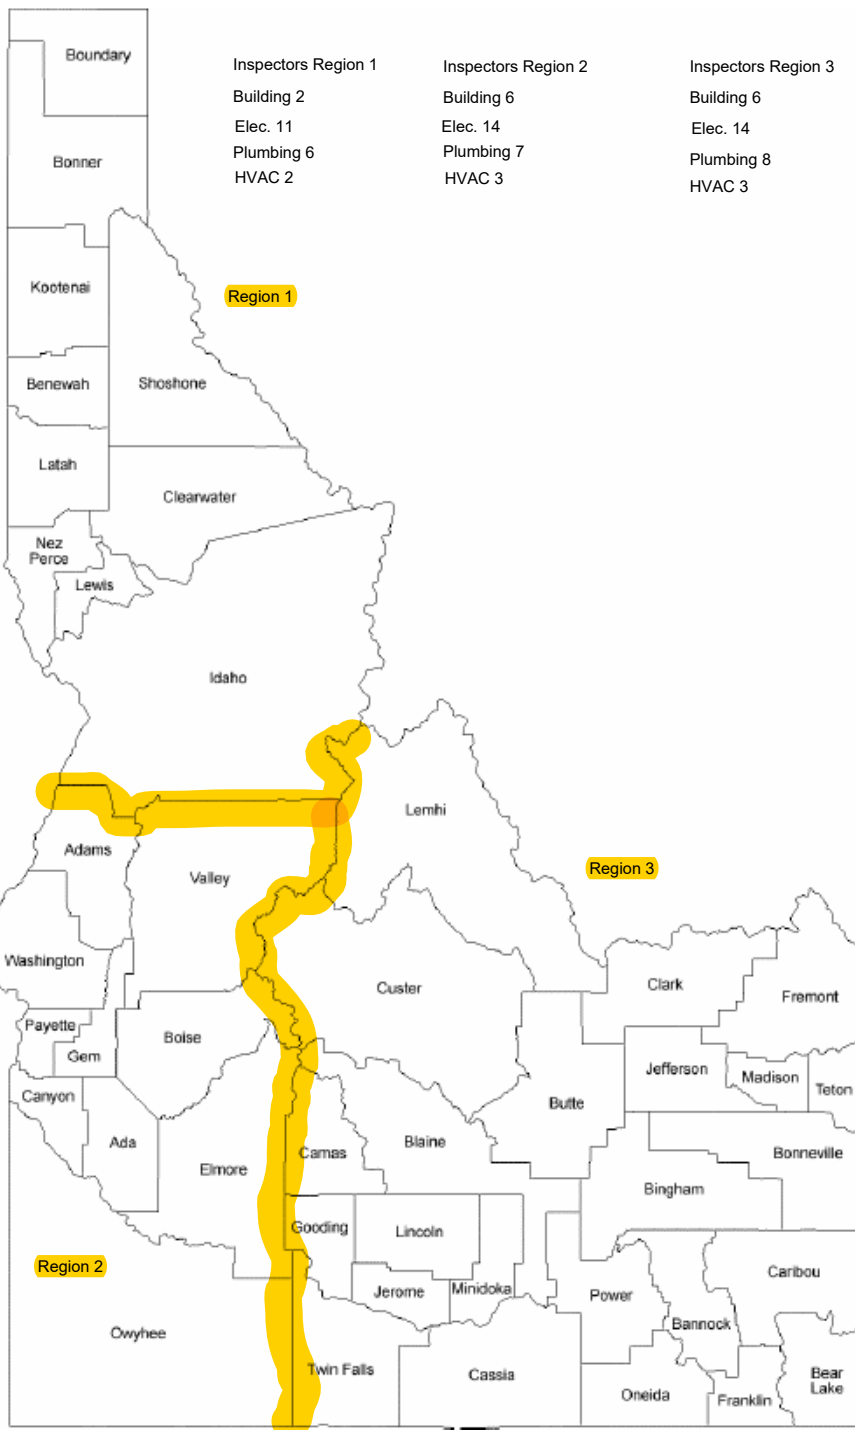 Boundary
Inspectors Region 1
Building 2
Elec. 11
Plumbing 6
HVAC 2
Inspectors Region 2
Building 6
Elec. 14
Plumbing 7
HVAC 3
Inspectors Region 3
Building 6
Elec. 14
Plumbing 8
HVAC 3
Bonner
Kootenai
Region 1
Benewah
Shoshone
Latah
Clearwater
Nez
Perce
Lewis
Idaho
Lemhi
Adams
Valley
Region 3
Washington
Custer
Clark
Fremont
Payette
Boise
Gem
Jefferson
Madison
Teton
Canyon
Butte
Ada
Elmore
Camas
Blaine
Bonneville
Bingham
Gooding
Lincoln
Region 2
Caribou
Jerome
Minidoka
Power
Bannock
Owyhee
Twin Falls
Cassia
Bear
Lake
Oneida
Franklin